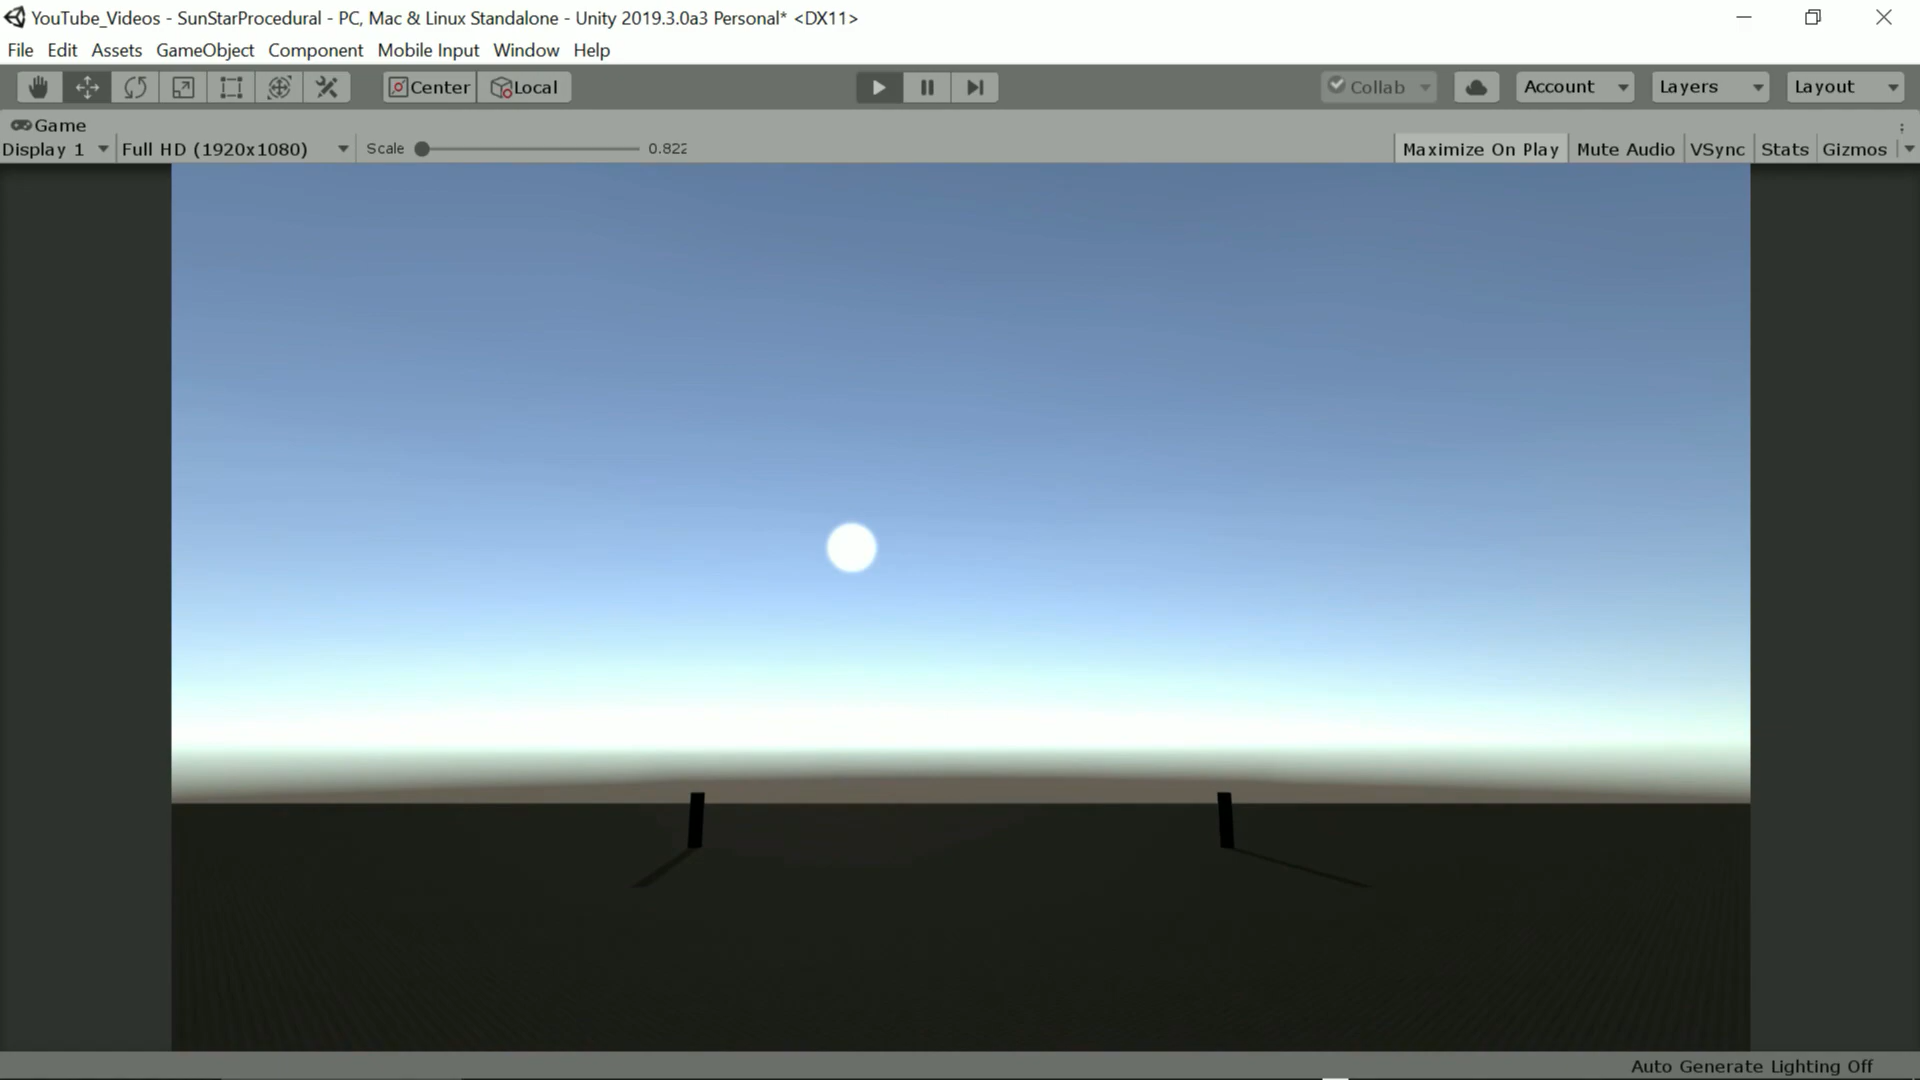 YouTube_Videos - SunStarProcedural - PC, Mac & Linux Standalone - Unity 2019.3.0a3 Personal* <DX11>
File Edit Assets GameObject Component Mobile Input Window Help
Center Local Collab Account Layers Layout
Game
Display 1 Full HD (1920x1080) Scale 0.822 Maximize On Play Mute Audio VSync Stats Gizmos
Auto Generate Lighting Off